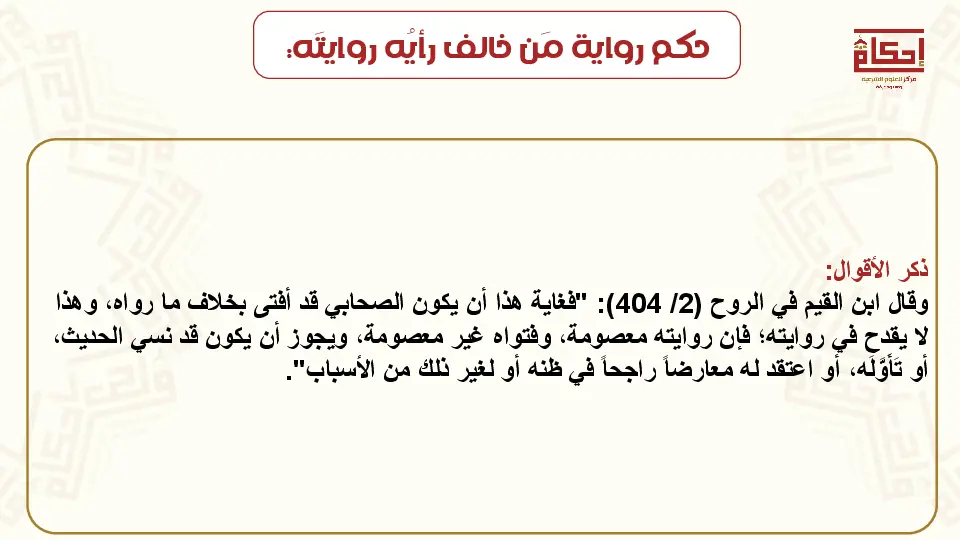 حكم رواية مَن خالف رأيُه روايتَه:
إحكام
مركز للعلوم الشرعية
ذكر الأقوال:
وقال ابن القيم في الروح (2/ 404): "فغاية هذا أن يكون الصحابي قد أفتى بخلاف ما رواه، وهذا
لا يقدح في روايته؛ فإن روايته معصومة، وفتواه غير معصومة، ويجوز أن يكون قد نسي الحديث،
أو تَأَوَّلَه، أو اعتقد له معارضاً راجحاً في ظنه أو لغير ذلك من الأسباب".